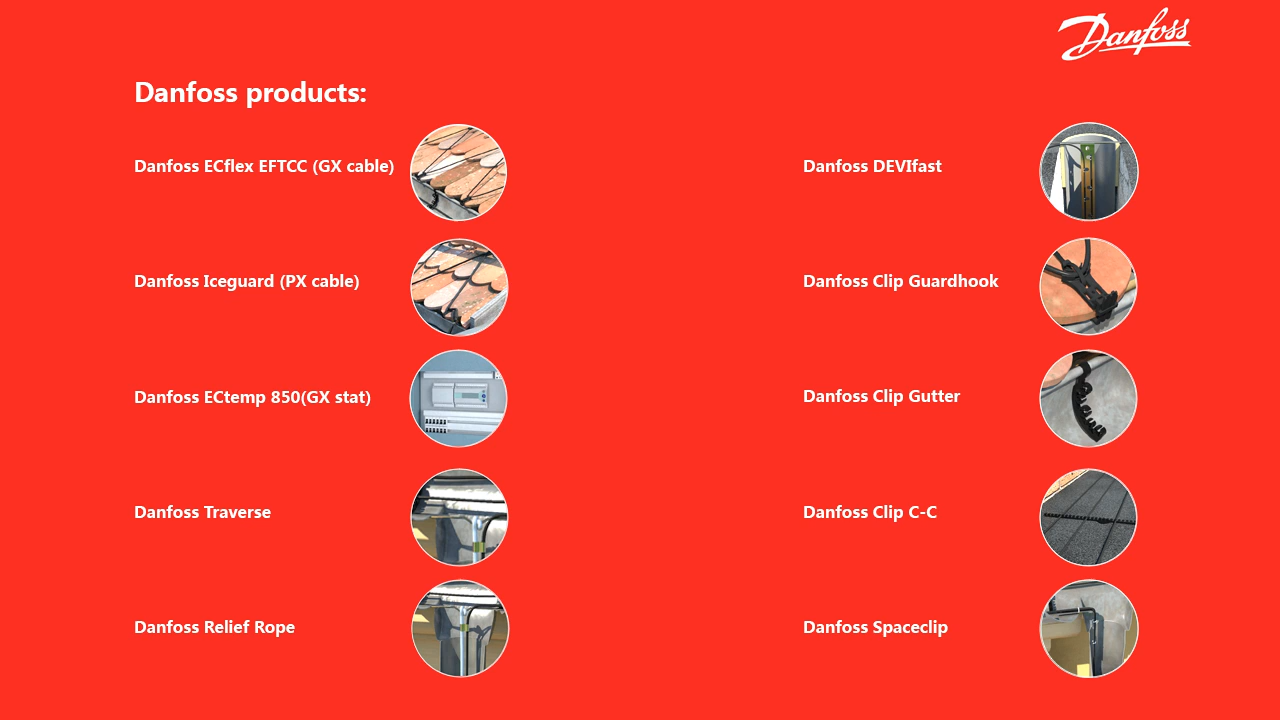 Danfoss
Danfoss products:
Danfoss ECflex EFTCC (GX cable)
Danfoss Iceguard (PX cable)
Danfoss ECtemp 850(GX stat)
Danfoss Traverse
Danfoss Relief Rope
Danfoss DEVIfast
Danfoss Clip Guardhook
Danfoss Clip Gutter
Danfoss Clip C-C
Danfoss Spaceclip